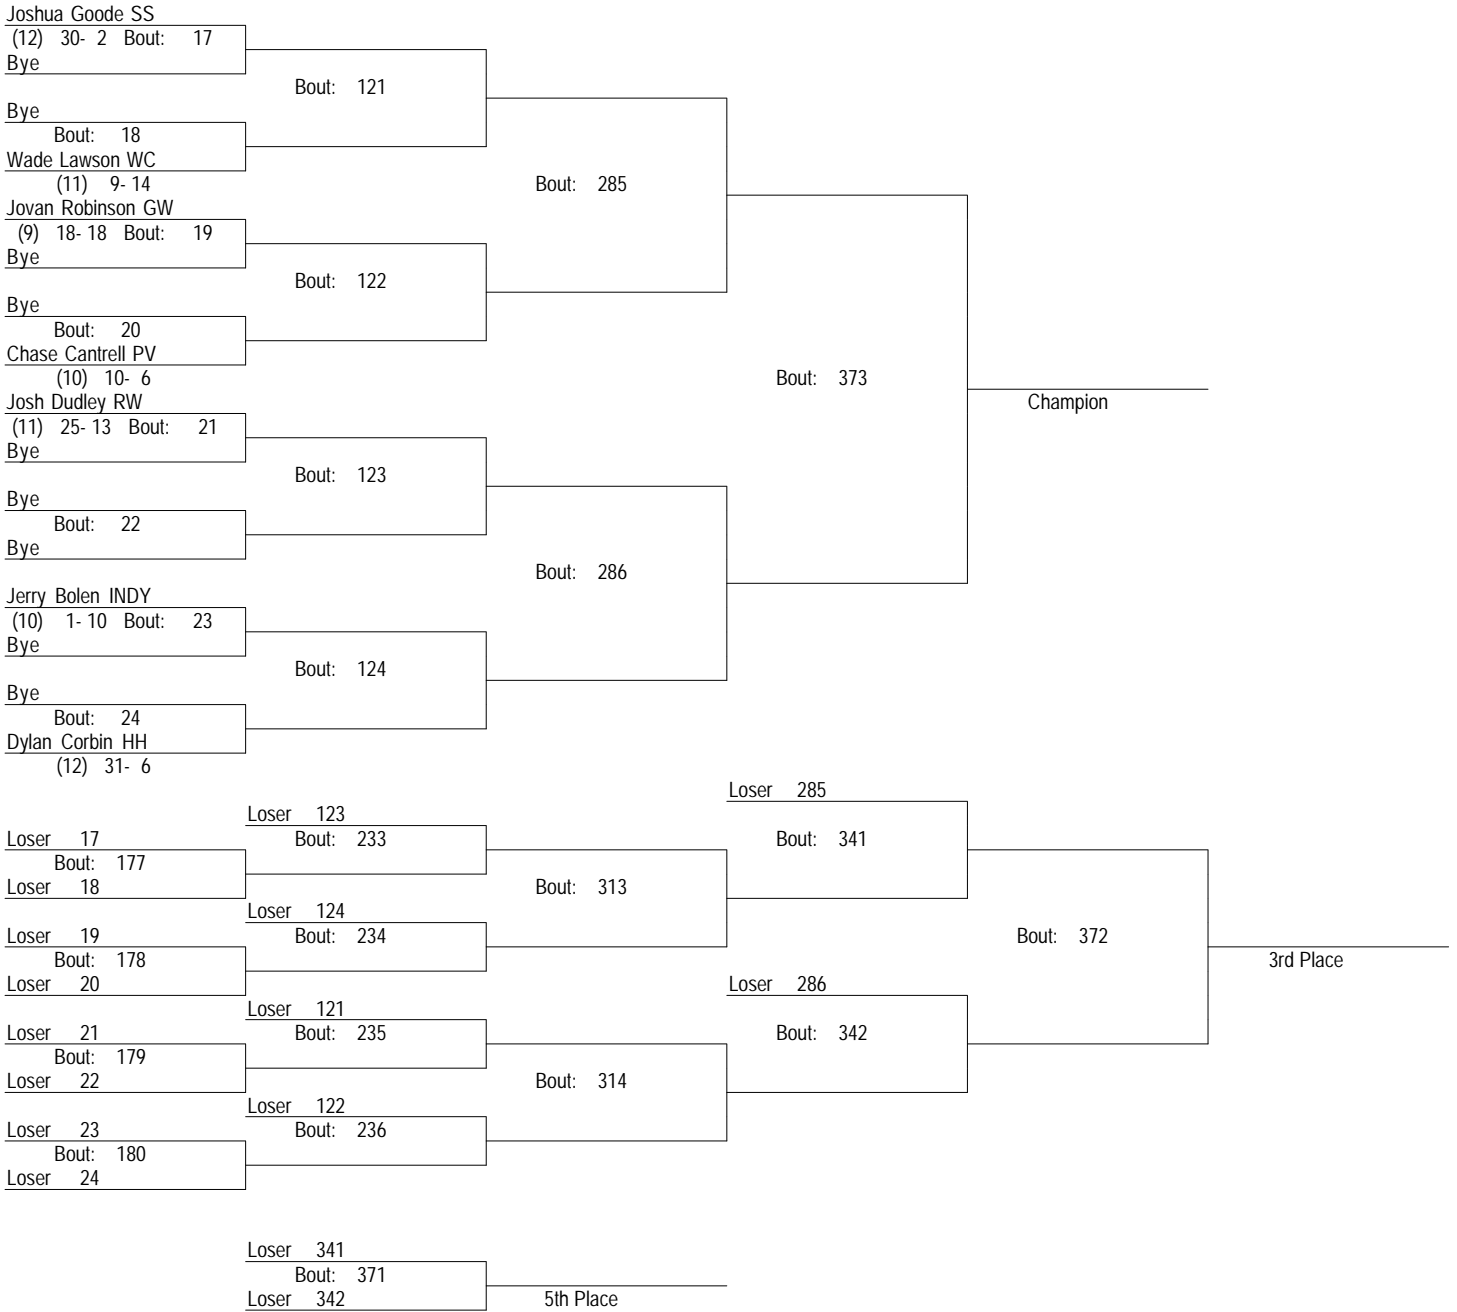 Joshua Goode SS
(12) 30- 2 Bout: 17
Bye
Bout: 121
Bye
Bout: 18
Wade Lawson WC
(11) 9- 14
Bout: 285
Jovan Robinson GW
(9) 18- 18 Bout: 19
Bye
Bout: 122
Bye
Bout: 20
Chase Cantrell PV
(10) 10- 6
Bout: 373
Champion
Josh Dudley RW
(11) 25- 13 Bout: 21
Bye
Bout: 123
Bye
Bout: 22
Bye
Bout: 286
Jerry Bolen INDY
(10) 1- 10 Bout: 23
Bye
Bout: 124
Bye
Bout: 24
Dylan Corbin HH
(12) 31- 6
Loser 285
Loser 123
Loser 17
Bout: 233
Bout: 341
Bout: 177
Loser 18
Bout: 313
Loser 124
Loser 19
Bout: 234
Bout: 372
Bout: 178
3rd Place
Loser 20
Loser 286
Loser 121
Loser 21
Bout: 235
Bout: 342
Bout: 179
Loser 22
Bout: 314
Loser 122
Loser 23
Bout: 236
Bout: 180
Loser 24
Loser 341
Bout: 371
Loser 342
5th Place